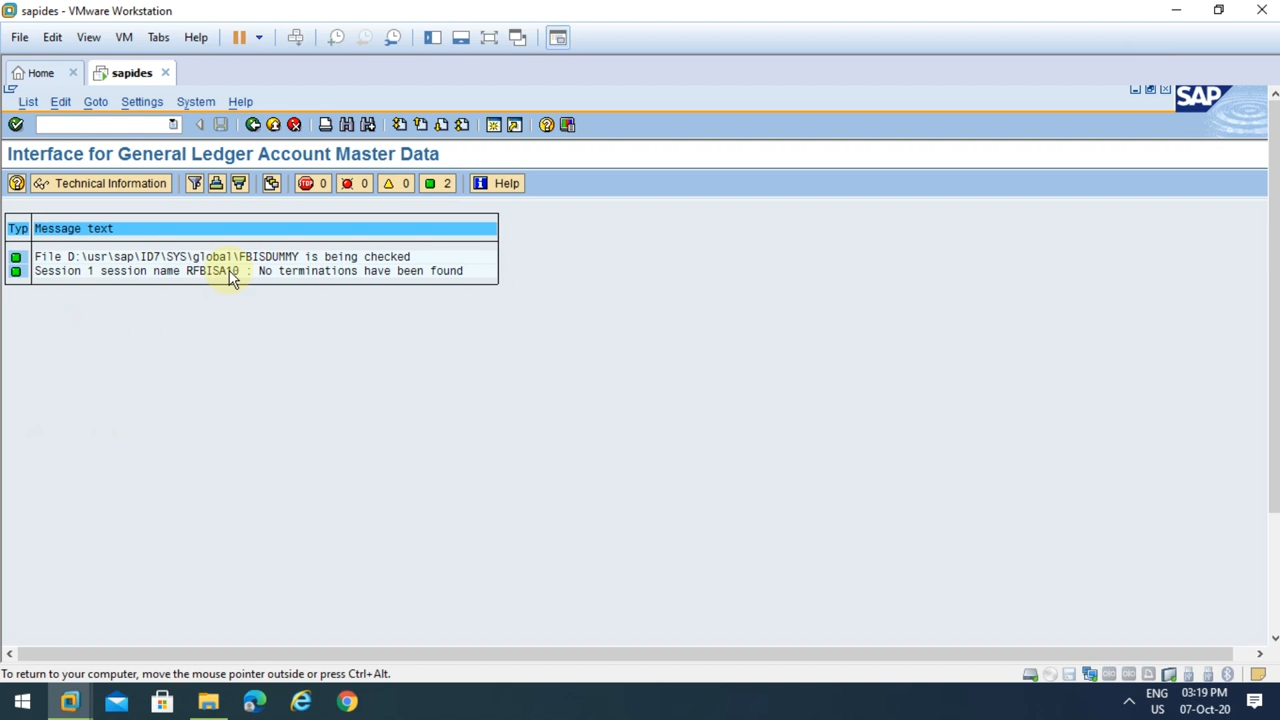 sapides - VMware Workstation
File Edit View VM Tabs Help
Home sapides
List Edit Goto Settings System Help
SAP
Interface for General Ledger Account Master Data
Technical Information STOP 0 0 0 2 Help
Typ Message text
File D:\usr\sap\ID7\SYS\global\FBISDUMMY is being checked
Session 1 session name RFBISA10 : No terminations have been found
To return to your computer, move the mouse pointer outside or press Ctrl+Alt.
ENG 03:19 PM
US 07-Oct-20